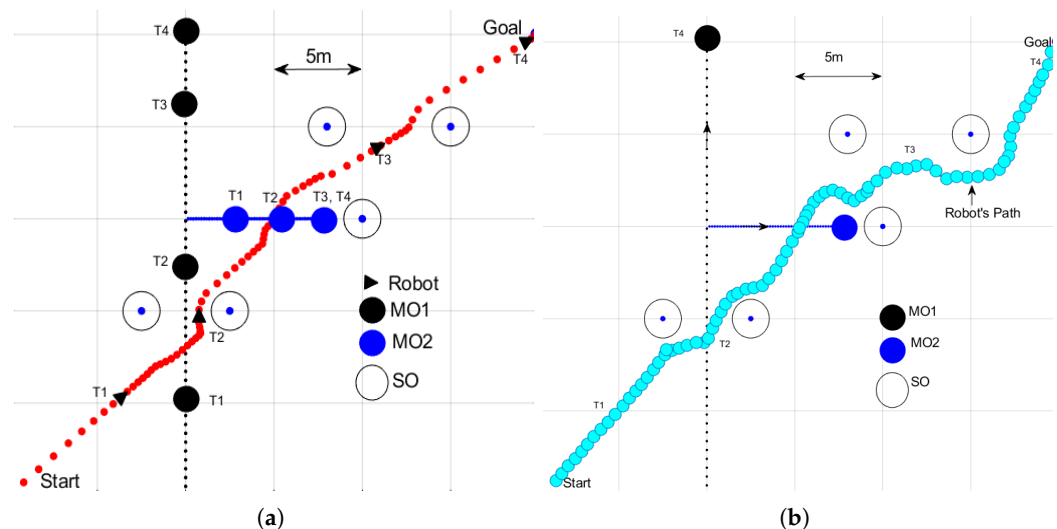 T4
Goal
T4
5m
T3
T3
T1
T2
T3, T4
T2
Robot
MO1
T2
MO2
T1
T1
SO
Start
(a)
T4
Goal
T4
5m
T3
Robot's Path
MO1
T2
MO2
SO
T1
Start
(b)